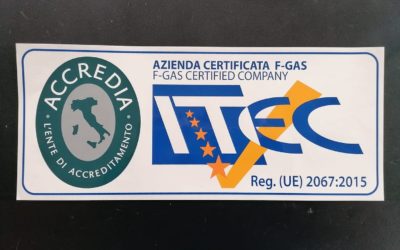 ACCREDIA
L'ENTE DI ACCREDITAMENTO
AZIENDA CERTIFICATA F-GAS
F-GAS CERTIFIED COMPANY
ITEC
Reg. (UE) 2067:2015